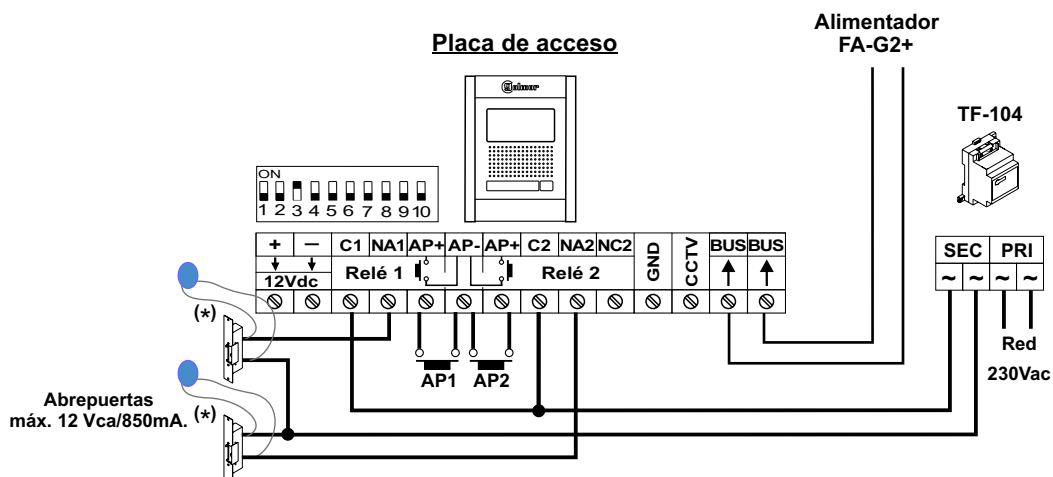 Alimentador
FA-G2+
Placa de acceso
Golmar
TF-104
ON
1 2 3 4 5 6 7 8 9 10
+ — C1 NA1 AP+ AP- AP+ C2 NA2 NC2 GND CCTV BUS BUS
12Vdc Relé 1 Relé 2
SEC PRI
~ ~ ~ ~
(*)
AP1 AP2
Red
230Vac
Abrepuertas
máx. 12 Vca/850mA. (*)